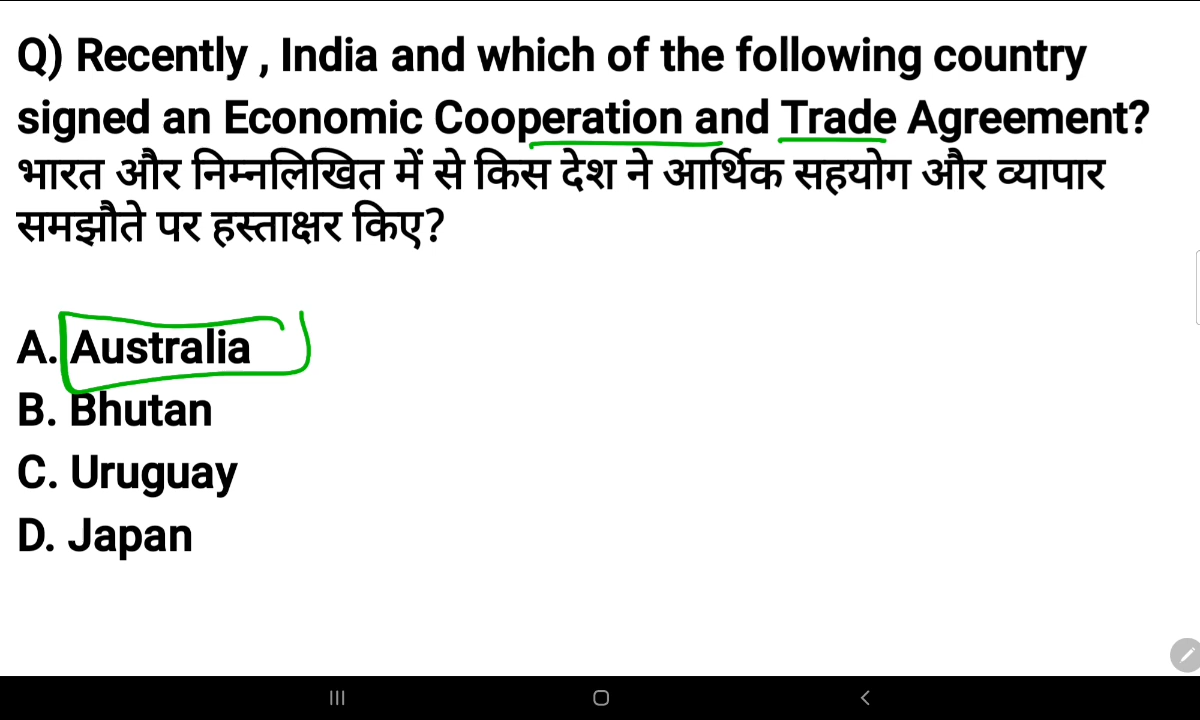 Q) Recently , India and which of the following country
signed an Economic Cooperation and Trade Agreement?
भारत और निम्नलिखित में से किस देश ने आर्थिक सहयोग और व्यापार
समझौते पर हस्ताक्षर किए?
A. Australia
B. Bhutan
C. Uruguay
D. Japan